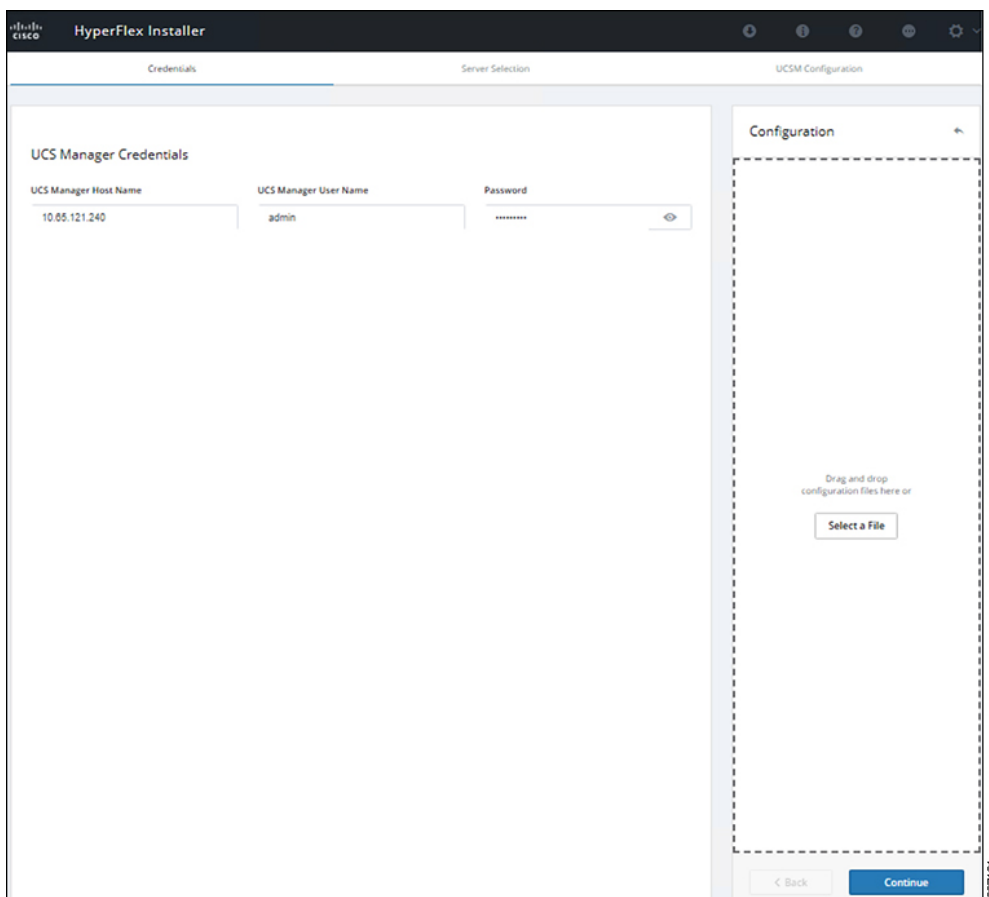 CISCO HyperFlex Installer
Credentials Server Selection UCSM Configuration
UCS Manager Credentials
UCS Manager Host Name UCS Manager User Name Password
10.65.121.240 admin •••••••••
Configuration
Drag and drop
configuration files here or
Select a File
< Back Continue